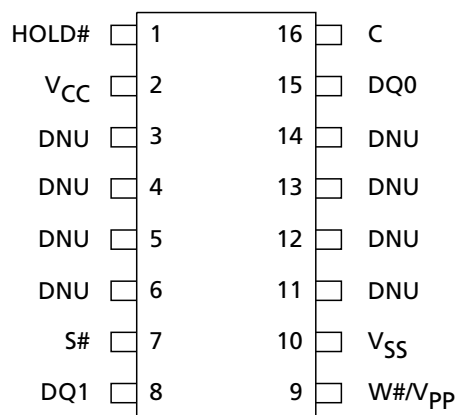 HOLD# 1 16 C
VCC 2 15 DQ0
DNU 3 14 DNU
DNU 4 13 DNU
DNU 5 12 DNU
DNU 6 11 DNU
S# 7 10 VSS
DQ1 8 9 W#/VPP